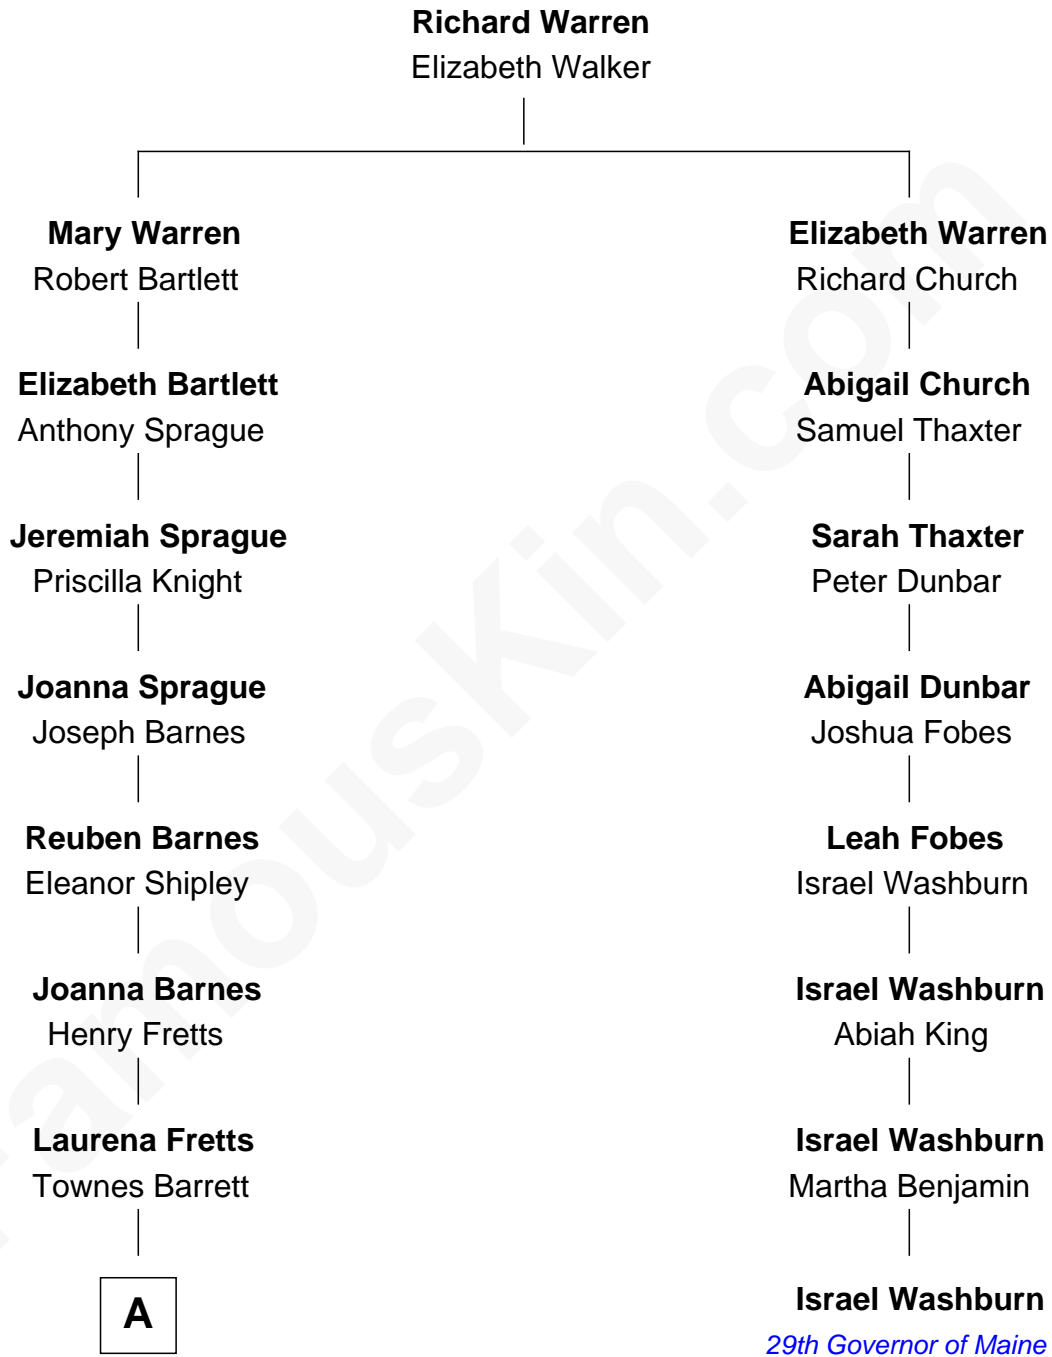 Richard Warren
Elizabeth Walker
Mary Warren
Robert Bartlett
Elizabeth Warren
Richard Church
Elizabeth Bartlett
Anthony Sprague
Abigail Church
Samuel Thaxter
Jeremiah Sprague
Priscilla Knight
Sarah Thaxter
Peter Dunbar
Joanna Sprague
Joseph Barnes
Abigail Dunbar
Joshua Fobes
Reuben Barnes
Eleanor Shipley
Leah Fobes
Israel Washburn
Joanna Barnes
Henry Fretts
Israel Washburn
Abiah King
Laurena Fretts
Townes Barrett
Israel Washburn
Martha Benjamin
A
Israel Washburn
29th Governor of Maine
FamousKin.com